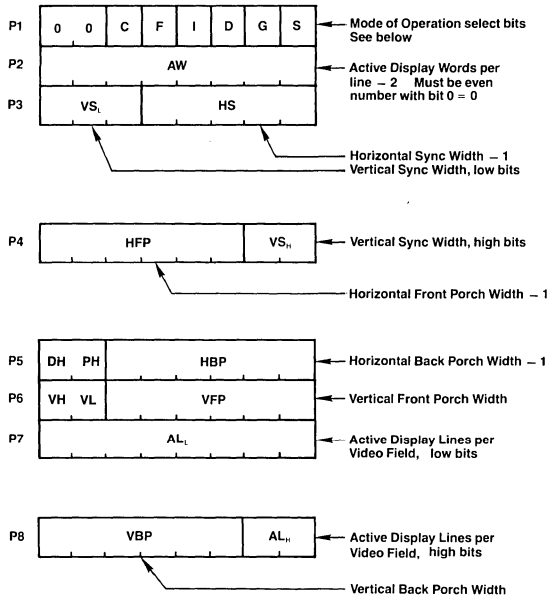 P1 0 0 C F I D G S Mode of Operation select bits
See below
P2 AW Active Display Words per
line – 2 Must be even
number with bit 0 = 0
P3 VSL HS
Horizontal Sync Width – 1
Vertical Sync Width, low bits
P4 HFP VSH Vertical Sync Width, high bits
Horizontal Front Porch Width – 1
P5 DH PH HBP Horizontal Back Porch Width – 1
P6 VH VL VFP Vertical Front Porch Width
P7 ALL Active Display Lines per
Video Field, low bits
P8 VBP ALH Active Display Lines per
Video Field, high bits
Vertical Back Porch Width